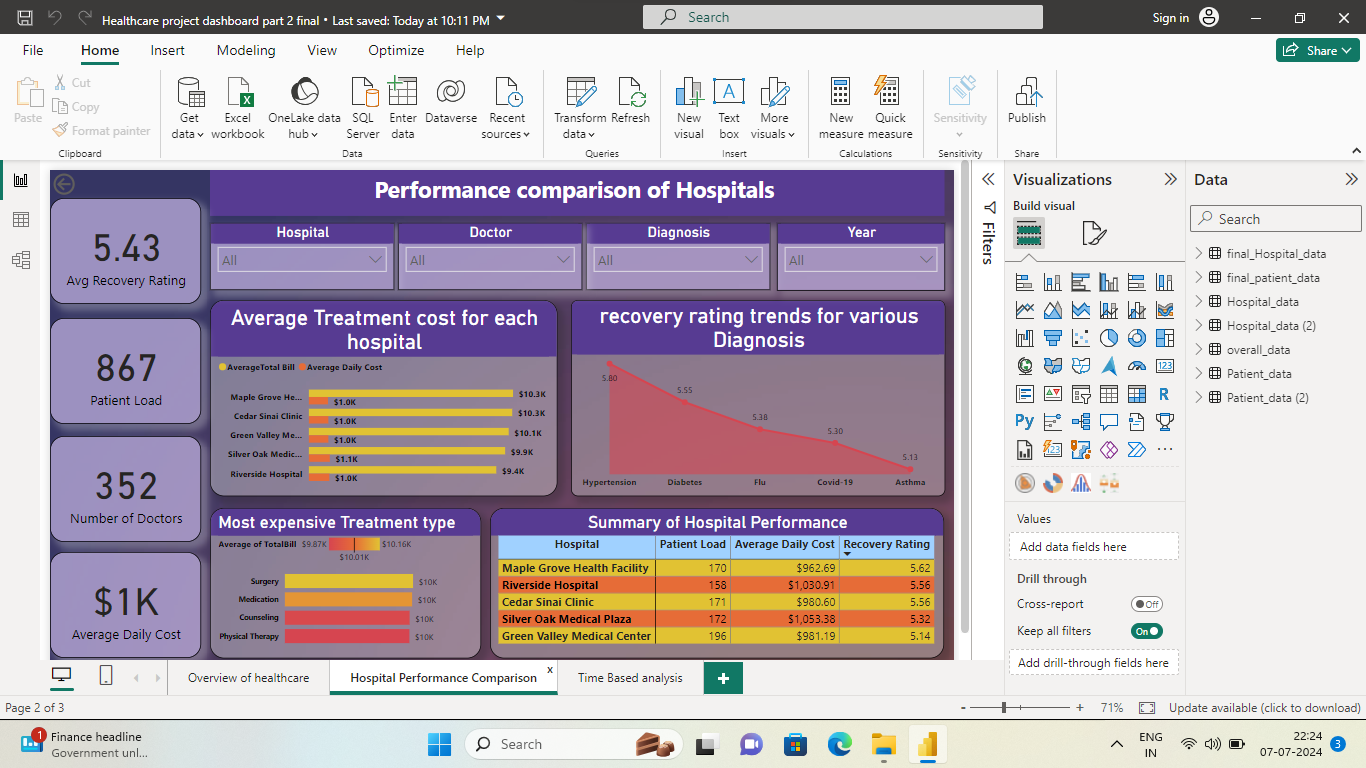 Healthcare project dashboard part 2 final • Last saved: Today at 10:11 PM
Search
Sign in
File
Home
Insert
Modeling
View
Optimize
Help
Share
Paste
Cut
Copy
Format painter
Clipboard
Get data
Excel workbook
OneLake data hub
SQL Server
Enter data
Dataverse
Recent sources
Data
Transform data
Refresh
Queries
New visual
Text box
More visuals
Insert
New measure
Quick measure
Calculations
Sensitivity
Sensitivity
Publish
Share
Performance comparison of Hospitals
5.43
Avg Recovery Rating
867
Patient Load
352
Number of Doctors
$1K
Average Daily Cost
Hospital
All
Doctor
All
Diagnosis
All
Year
All
Average Treatment cost for each
hospital
AverageTotal Bill Average Daily Cost
Maple Grove He... $10.3K
$1.0K
Cedar Sinai Clinic $10.3K
$1.0K
Green Valley Me... $10.1K
$1.0K
Silver Oak Medic... $9.9K
$1.1K
Riverside Hospital $9.4K
$1.0K
recovery rating trends for various
Diagnosis
5.80
5.55
5.38
5.30
5.13
Hypertension Diabetes Flu Covid-19 Asthma
Most expensive Treatment type
Average of TotalBill $9.87K $10.16K
$10.01K
Surgery $10K
Medication $10K
Counseling $10K
Physical Therapy $10K
Summary of Hospital Performance
Hospital Patient Load Average Daily Cost Recovery Rating
Maple Grove Health Facility 170 $962.69 5.62
Riverside Hospital 158 $1,030.91 5.56
Cedar Sinai Clinic 171 $980.60 5.56
Silver Oak Medical Plaza 172 $1,053.38 5.32
Green Valley Medical Center 196 $981.19 5.14
Filters
Visualizations
Build visual
123
R
Py
123
Values
Add data fields here
Drill through
Cross-report Off
Keep all filters On
Add drill-through fields here
Data
Search
final_Hospital_data
final_patient_data
Hospital_data
Hospital_data (2)
overall_data
Patient_data
Patient_data (2)
Overview of healthcare
Hospital Performance Comparison
x
Time Based analysis
+
Page 2 of 3
- + 71%
Update available (click to download)
1
Finance headline
Government unl...
Search
ENG
IN
22:24
07-07-2024
3